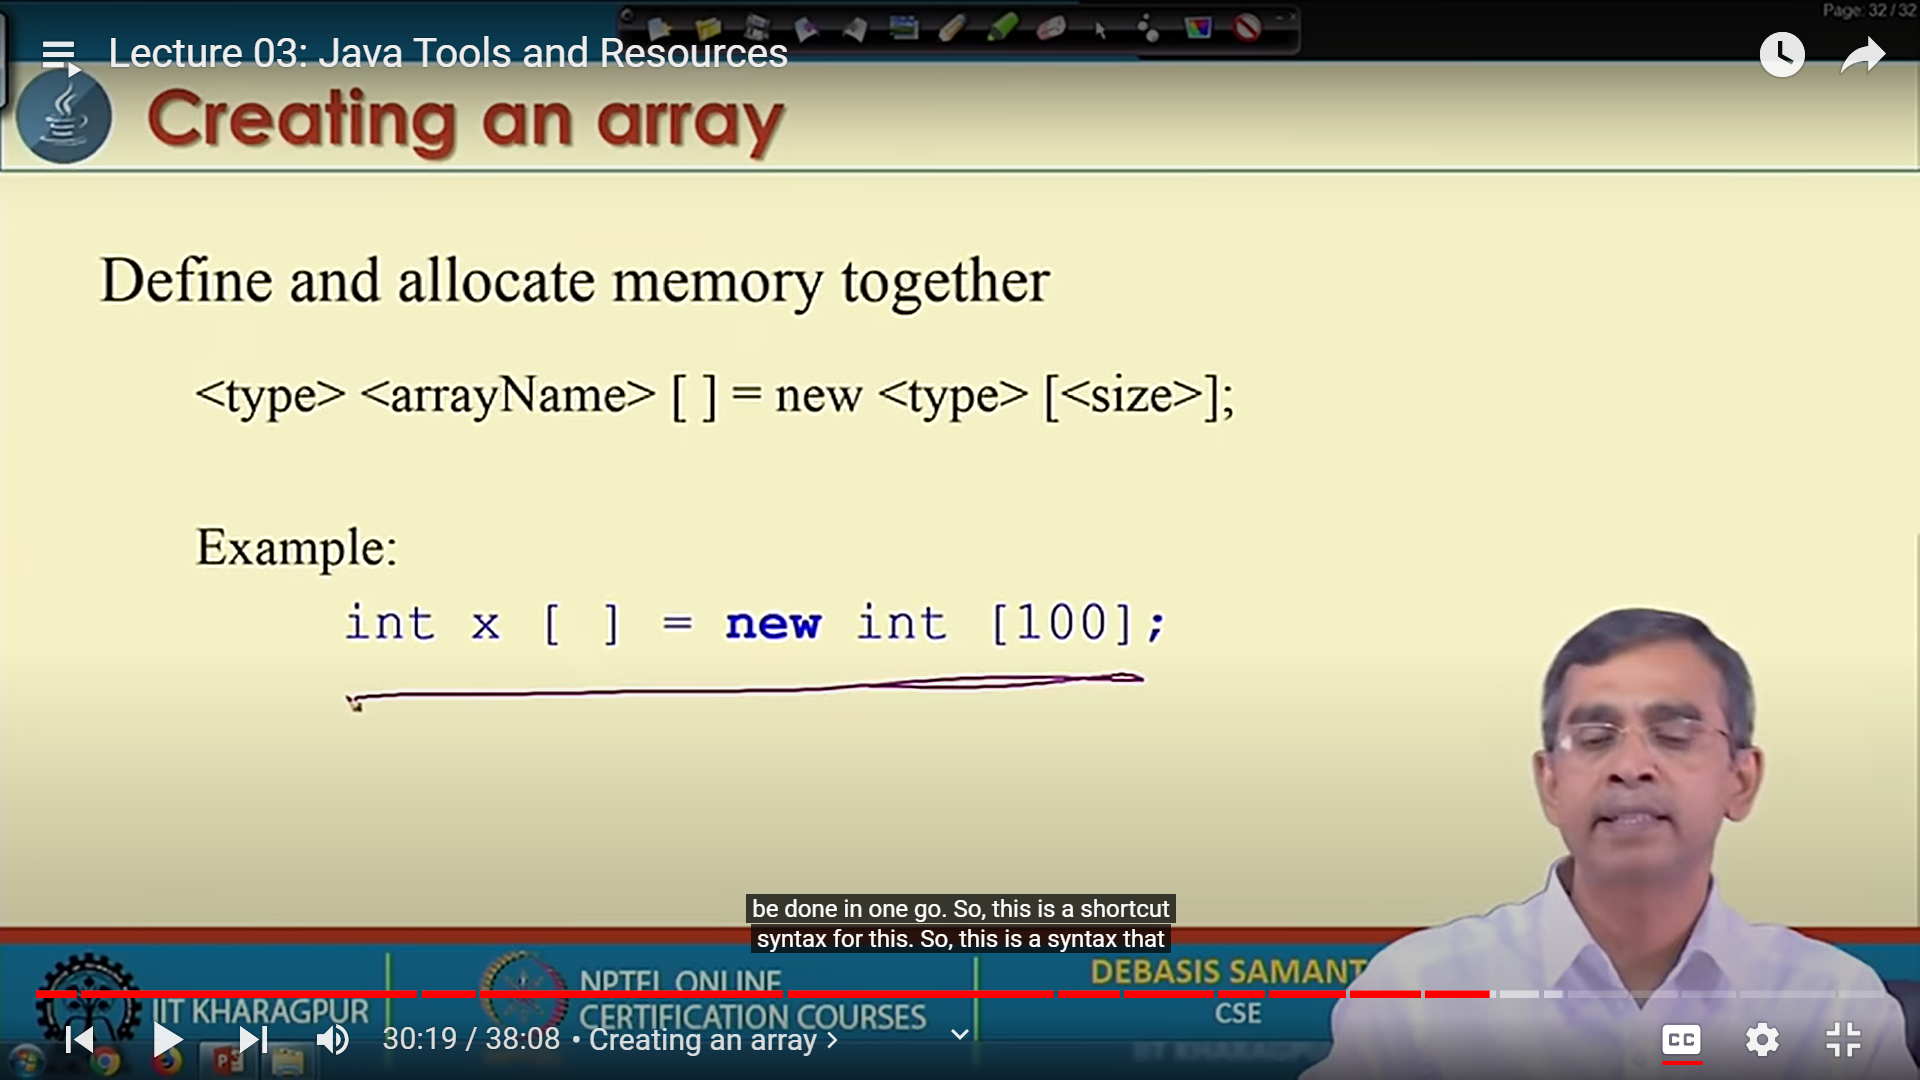 Page: 32 / 32
Lecture 03: Java Tools and Resources
Creating an array
Define and allocate memory together
<type> <arrayName> [ ] = new <type> [<size>];
Example:
int x [ ] = new int [100];
be done in one go. So, this is a shortcut
syntax for this. So, this is a syntax that
IIT KHARAGPUR
NPTEL ONLINE
CERTIFICATION COURSES
DEBASIS SAMANT
CSE
30:19 / 38:08 • Creating an array >
CC